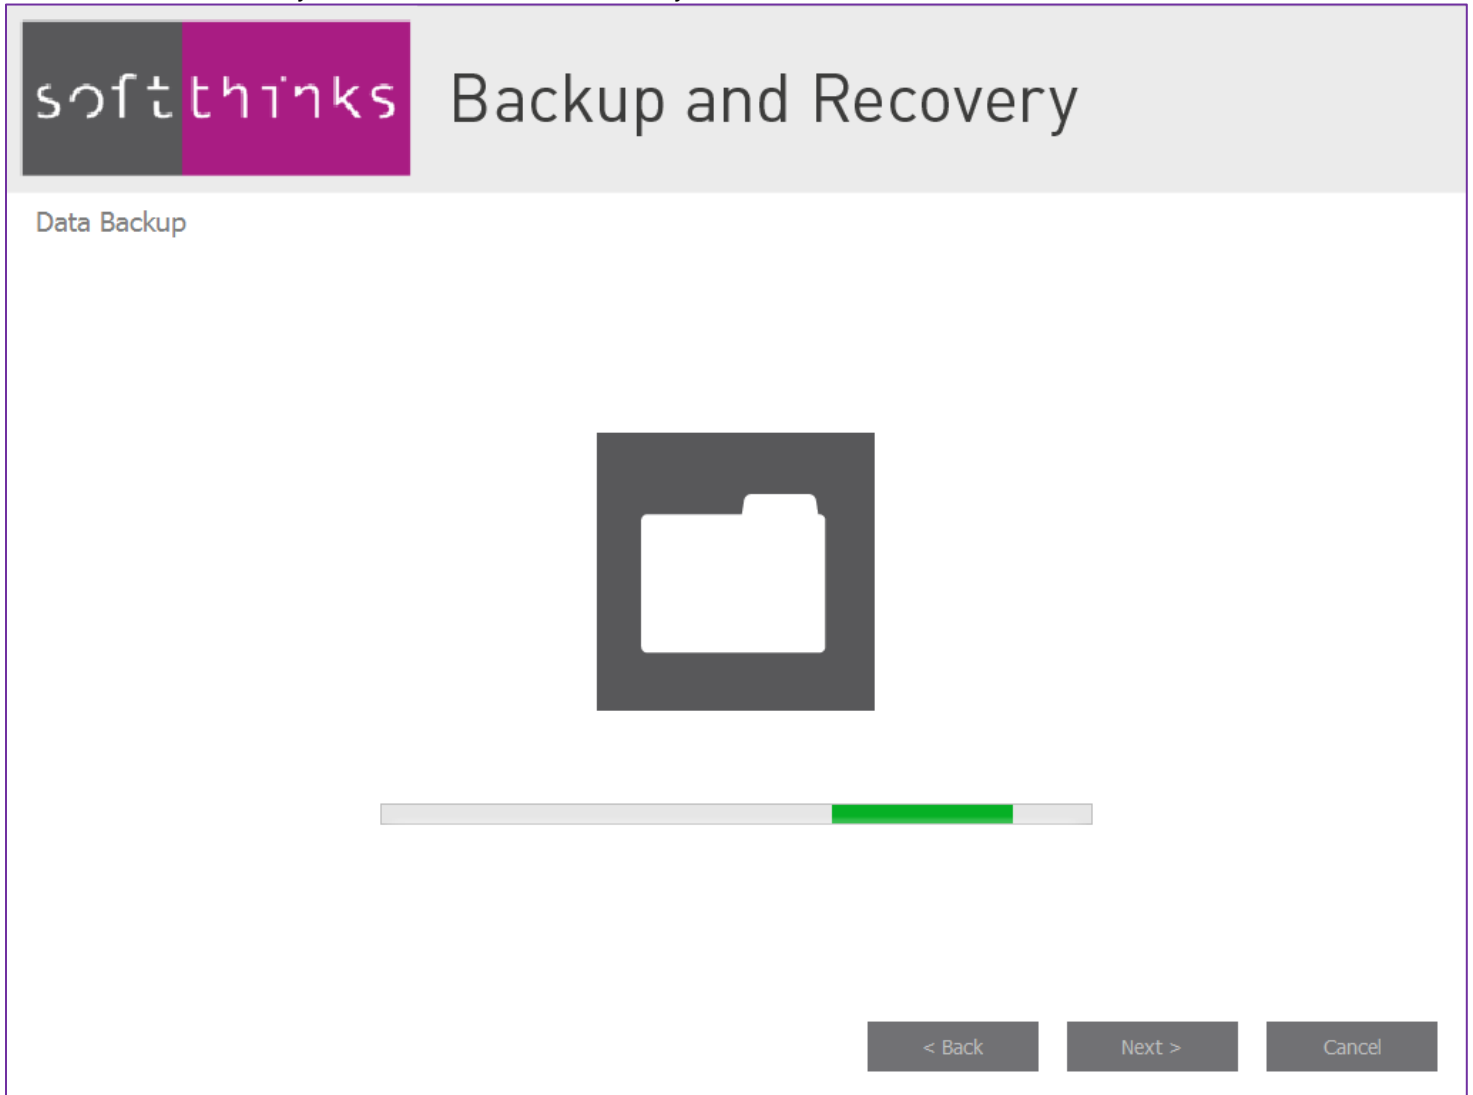 softthinks
Backup and Recovery
Data Backup
< Back
Next >
Cancel